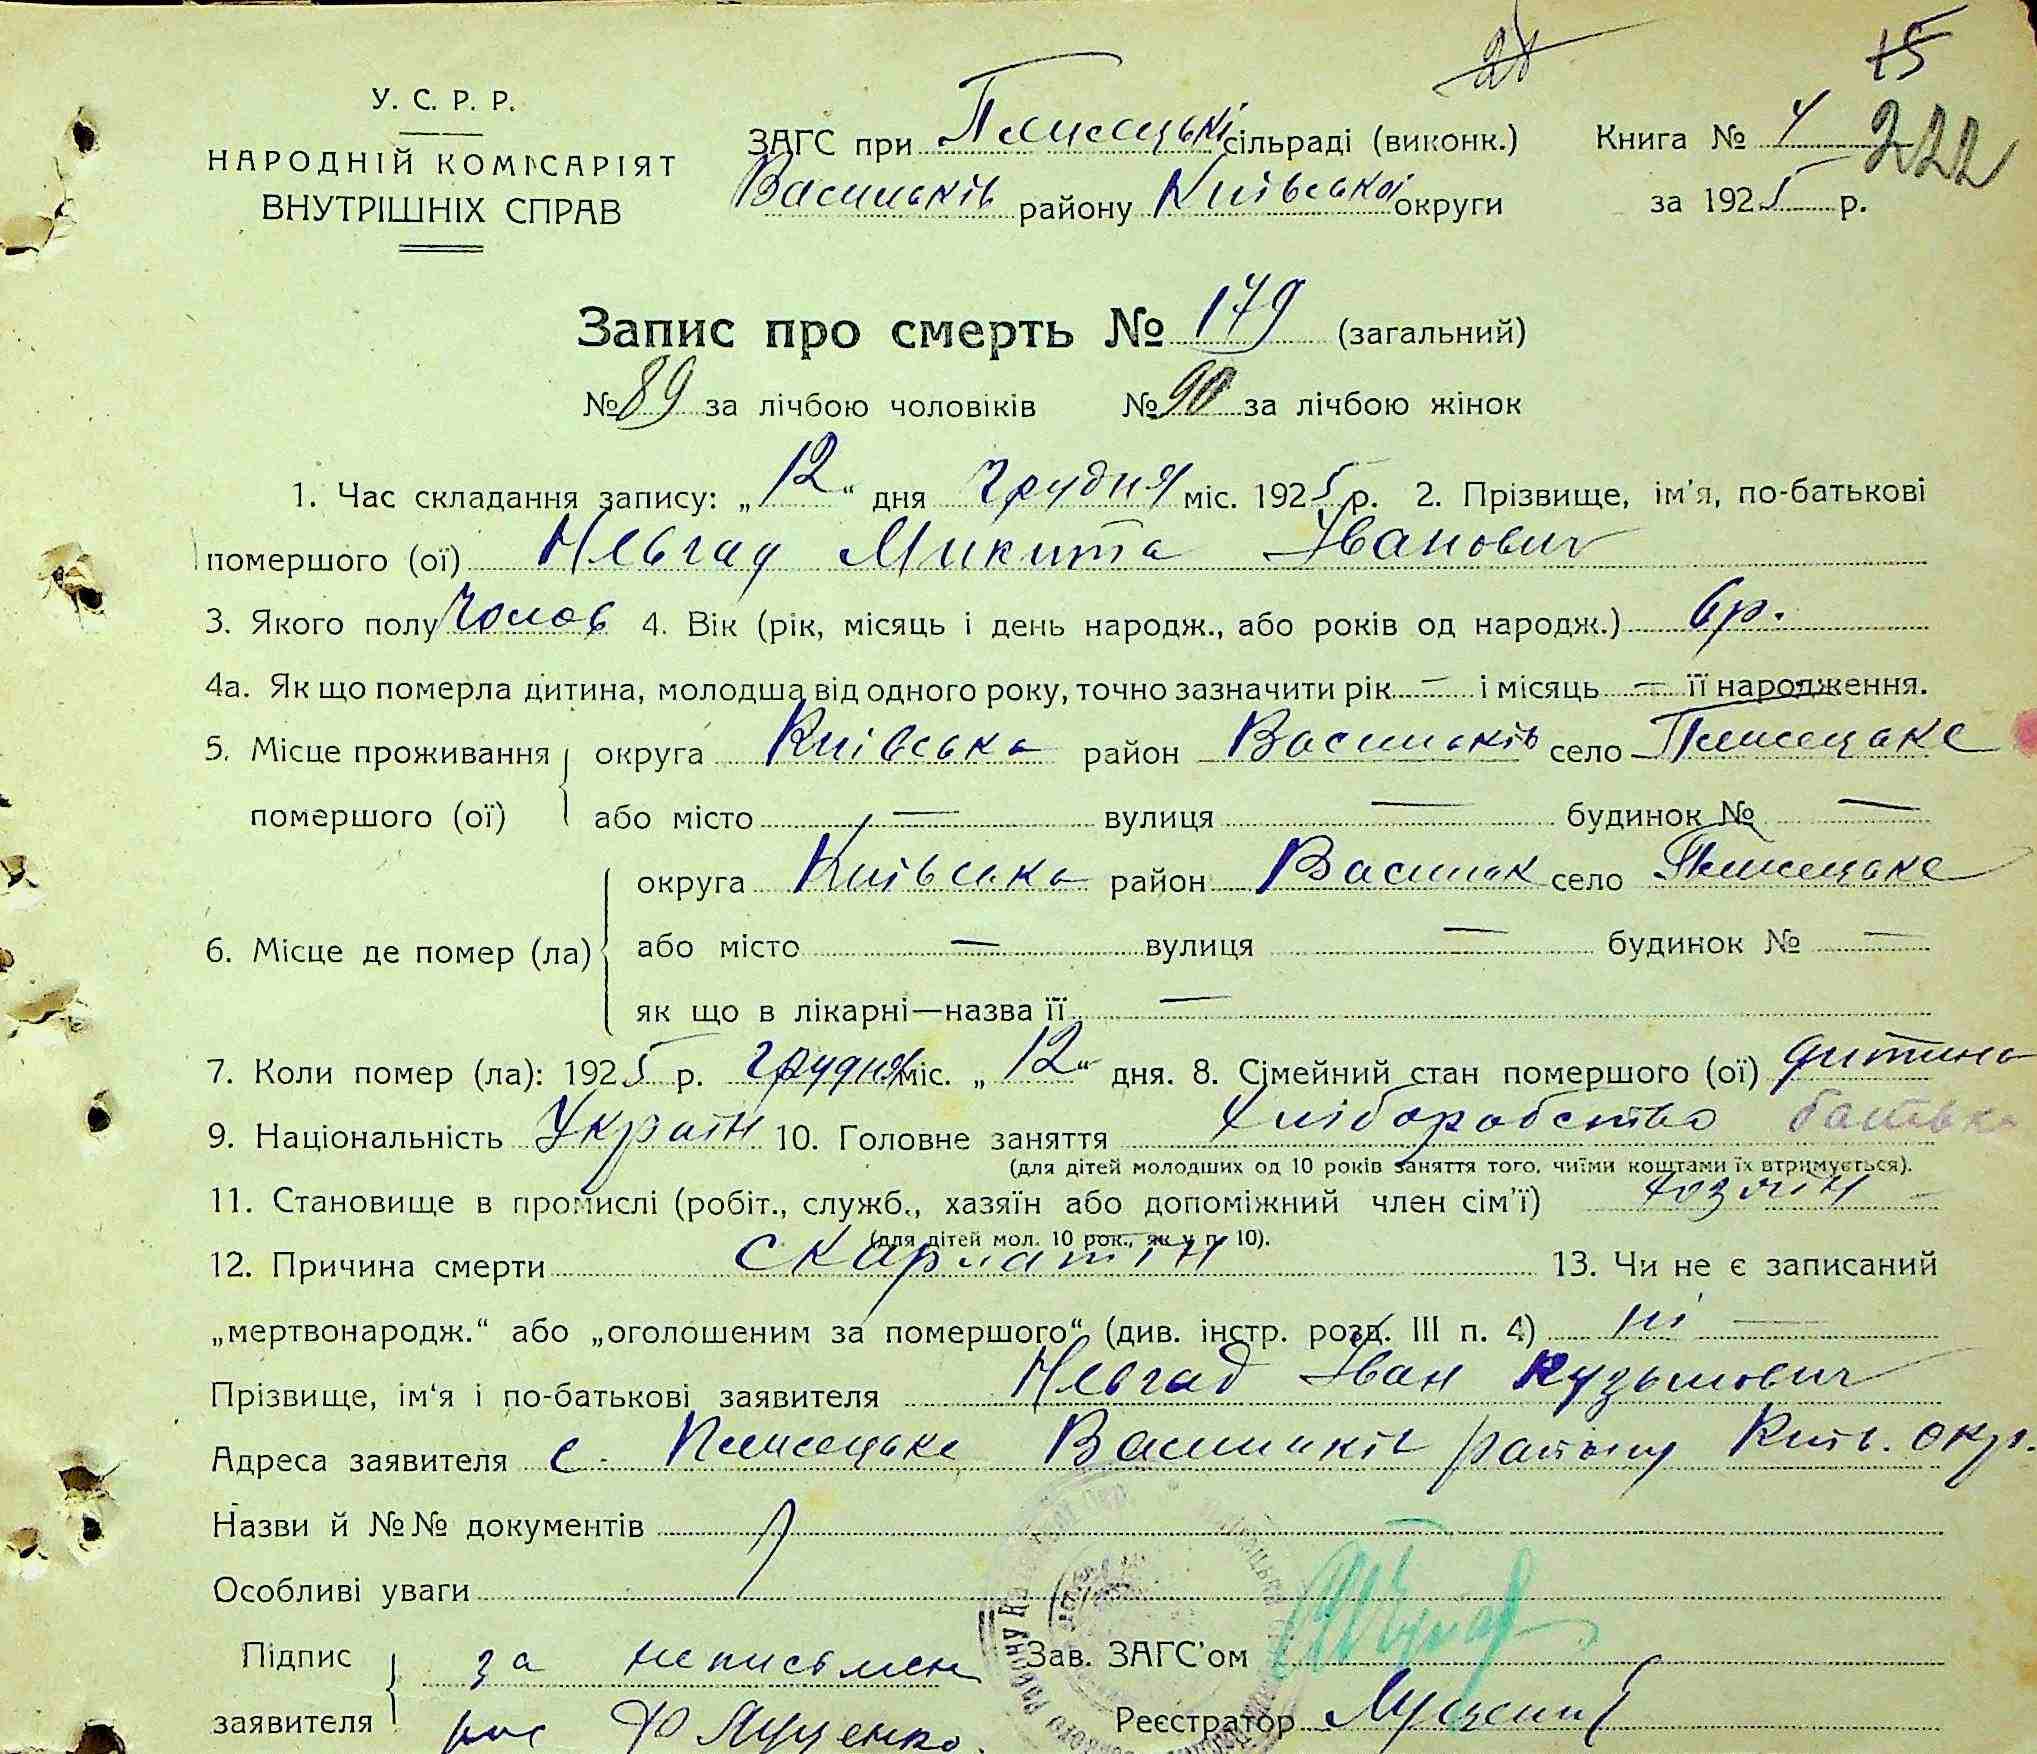 15
У. С. Р. Р.
НАРОДНІЙ КОМІСАРІЯТ
ВНУТРІШНІХ СПРАВ
ЗАГС при Плисецькі сільраді (виконк.)
Васильків району Київської округи
Книга № 4
222
за 1925 р.
Запис про смерть № 179 (загальний)
№ 89 за лічбою чоловіків № 90 за лічбою жінок
1. Час складання запису: „12“ дня грудня міс. 1925 р. 2. Прізвище, ім'я, по-батькові
помершого (ої) Невгад Микита Іванович
3. Якого полу Чолов 4. Вік (рік, місяць і день народж., або років од народж.) 6 р.
4а. Як що померла дитина, молодша від одного року, точно зазначити рік — і місяць — її народження.
5. Місце проживання помершого (ої) округа Київська район Васильків село Плисецьке
або місто — вулиця — будинок № —
6. Місце де помер (ла) округа Київська район Васильк село Плисецьке
або місто — вулиця — будинок № —
як що в лікарні—назва її —
7. Коли помер (ла): 1925 р. грудня міс. „12“ дня. 8. Сімейний стан помершого (ої) дитина
9. Національність Україн 10. Головне заняття Хліборобство батька
(для дітей молодших од 10 років заняття того, чиїми коштами їх втримується).
11. Становище в промислі (робіт., служб., хазяїн або допоміжний член сім'ї) хозяїн —
(для дітей мол. 10 рок., як у п. 10).
12. Причина смерти скарлатін 13. Чи не є записаний
„мертвонародж.“ або „оголошеним за помершого“ (див. інстр. розд. III п. 4) ні —
Прізвище, ім'я і по-батькові заявителя Невгад Іван Кузьмович
Адреса заявителя с. Плисецьке Васильків району Київ. окр.
Назви й №№ документів
Особливі уваги
Підпис заявителя за неписьмен
рос Ф Яценко.
Зав. ЗАГС'ом
Реєстратор